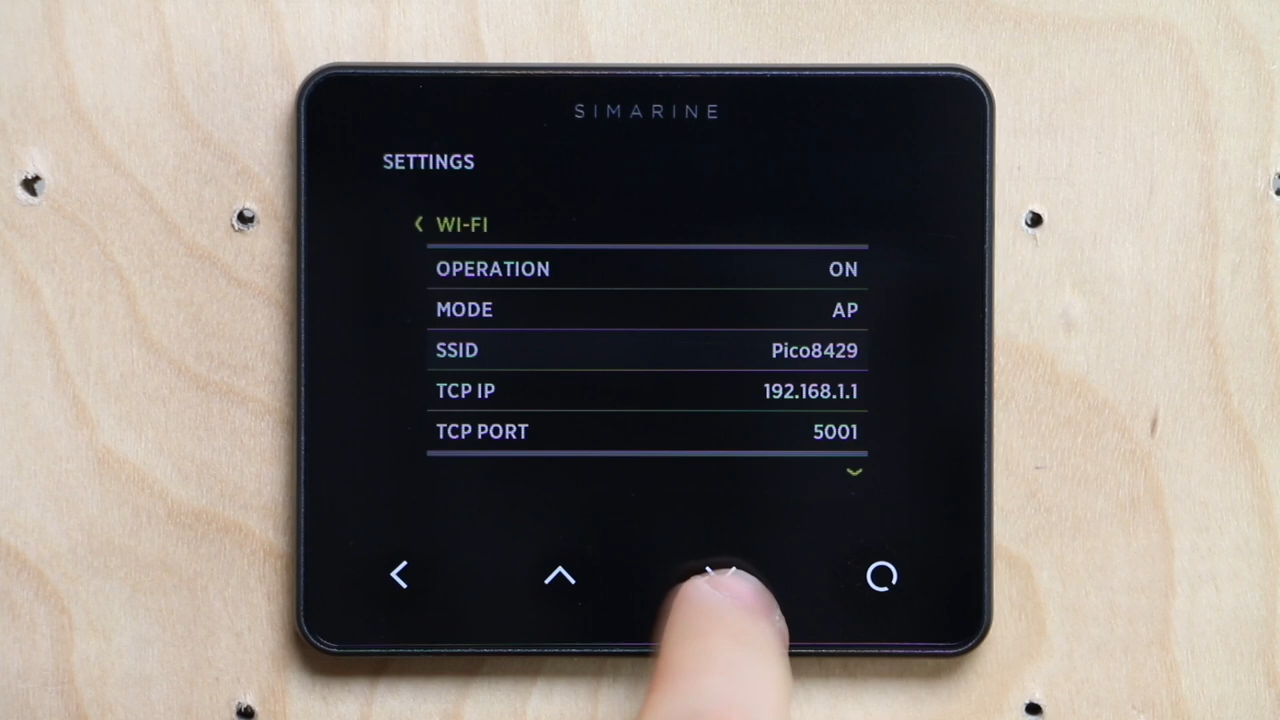 SIMARINE
SETTINGS
WI-FI
OPERATION ON
MODE AP
SSID Pico8429
TCP IP 192.168.1.1
TCP PORT 5001